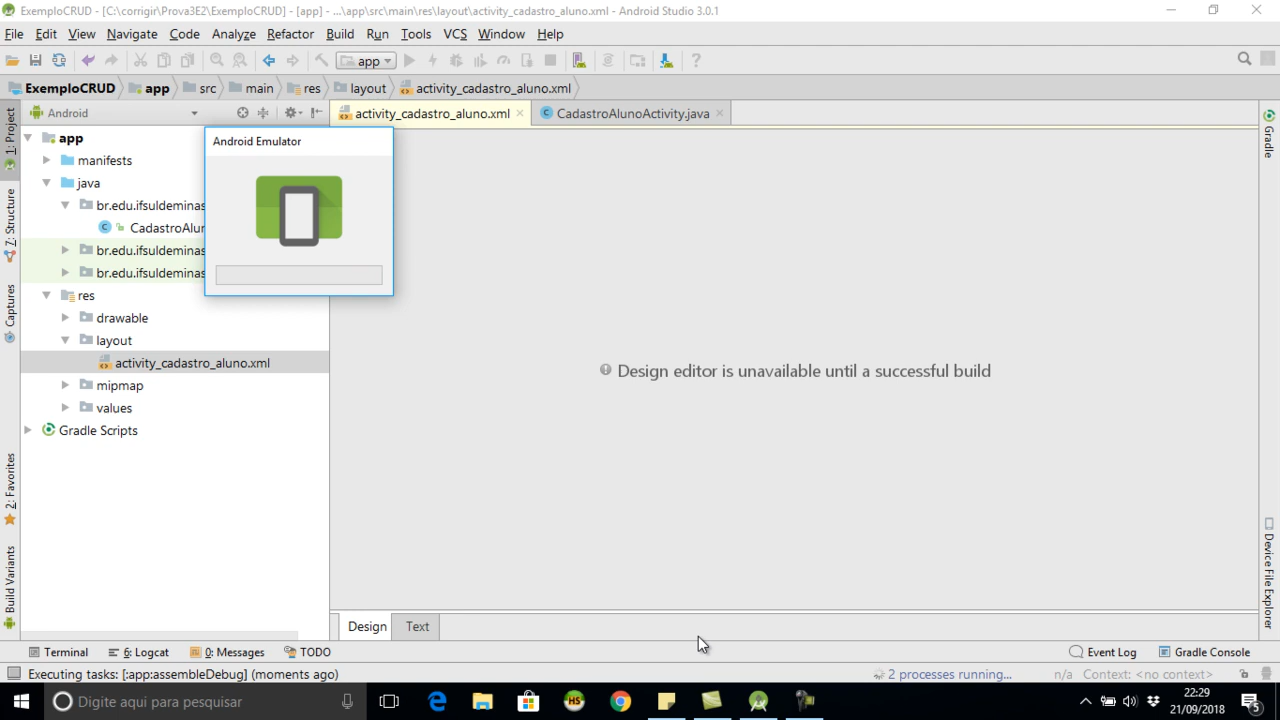 ExemploCRUD - [C:\corrigir\Prova3E2\ExemploCRUD] - [app] - ...\app\src\main\res\layout\activity_cadastro_aluno.xml - Android Studio 3.0.1
File Edit View Navigate Code Analyze Refactor Build Run Tools VCS Window Help
app
ExemploCRUD app src main res layout activity_cadastro_aluno.xml
Android
activity_cadastro_aluno.xml CadastroAlunoActivity.java
1: Project
Z: Structure
Captures
2: Favorites
Build Variants
app
manifests
java
br.edu.ifsuldeminas
CadastroAlun
br.edu.ifsuldeminas
br.edu.ifsuldeminas
res
drawable
layout
activity_cadastro_aluno.xml
mipmap
values
Gradle Scripts
Android Emulator
Design editor is unavailable until a successful build
Gradle
Device File Explorer
Design Text
Terminal 6: Logcat 0: Messages TODO Event Log Gradle Console
Executing tasks: [:app:assembleDebug] (moments ago) 2 processes running... n/a Context: <no context>
Digite aqui para pesquisar
HS
22:29
21/09/2018
5